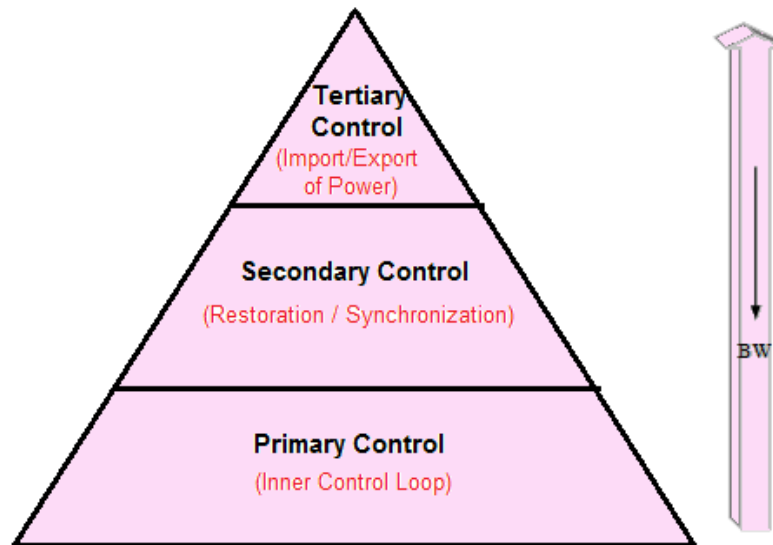 Tertiary
Control
(Import/Export
of Power)
Secondary Control
(Restoration / Synchronization)
BW
Primary Control
(Inner Control Loop)